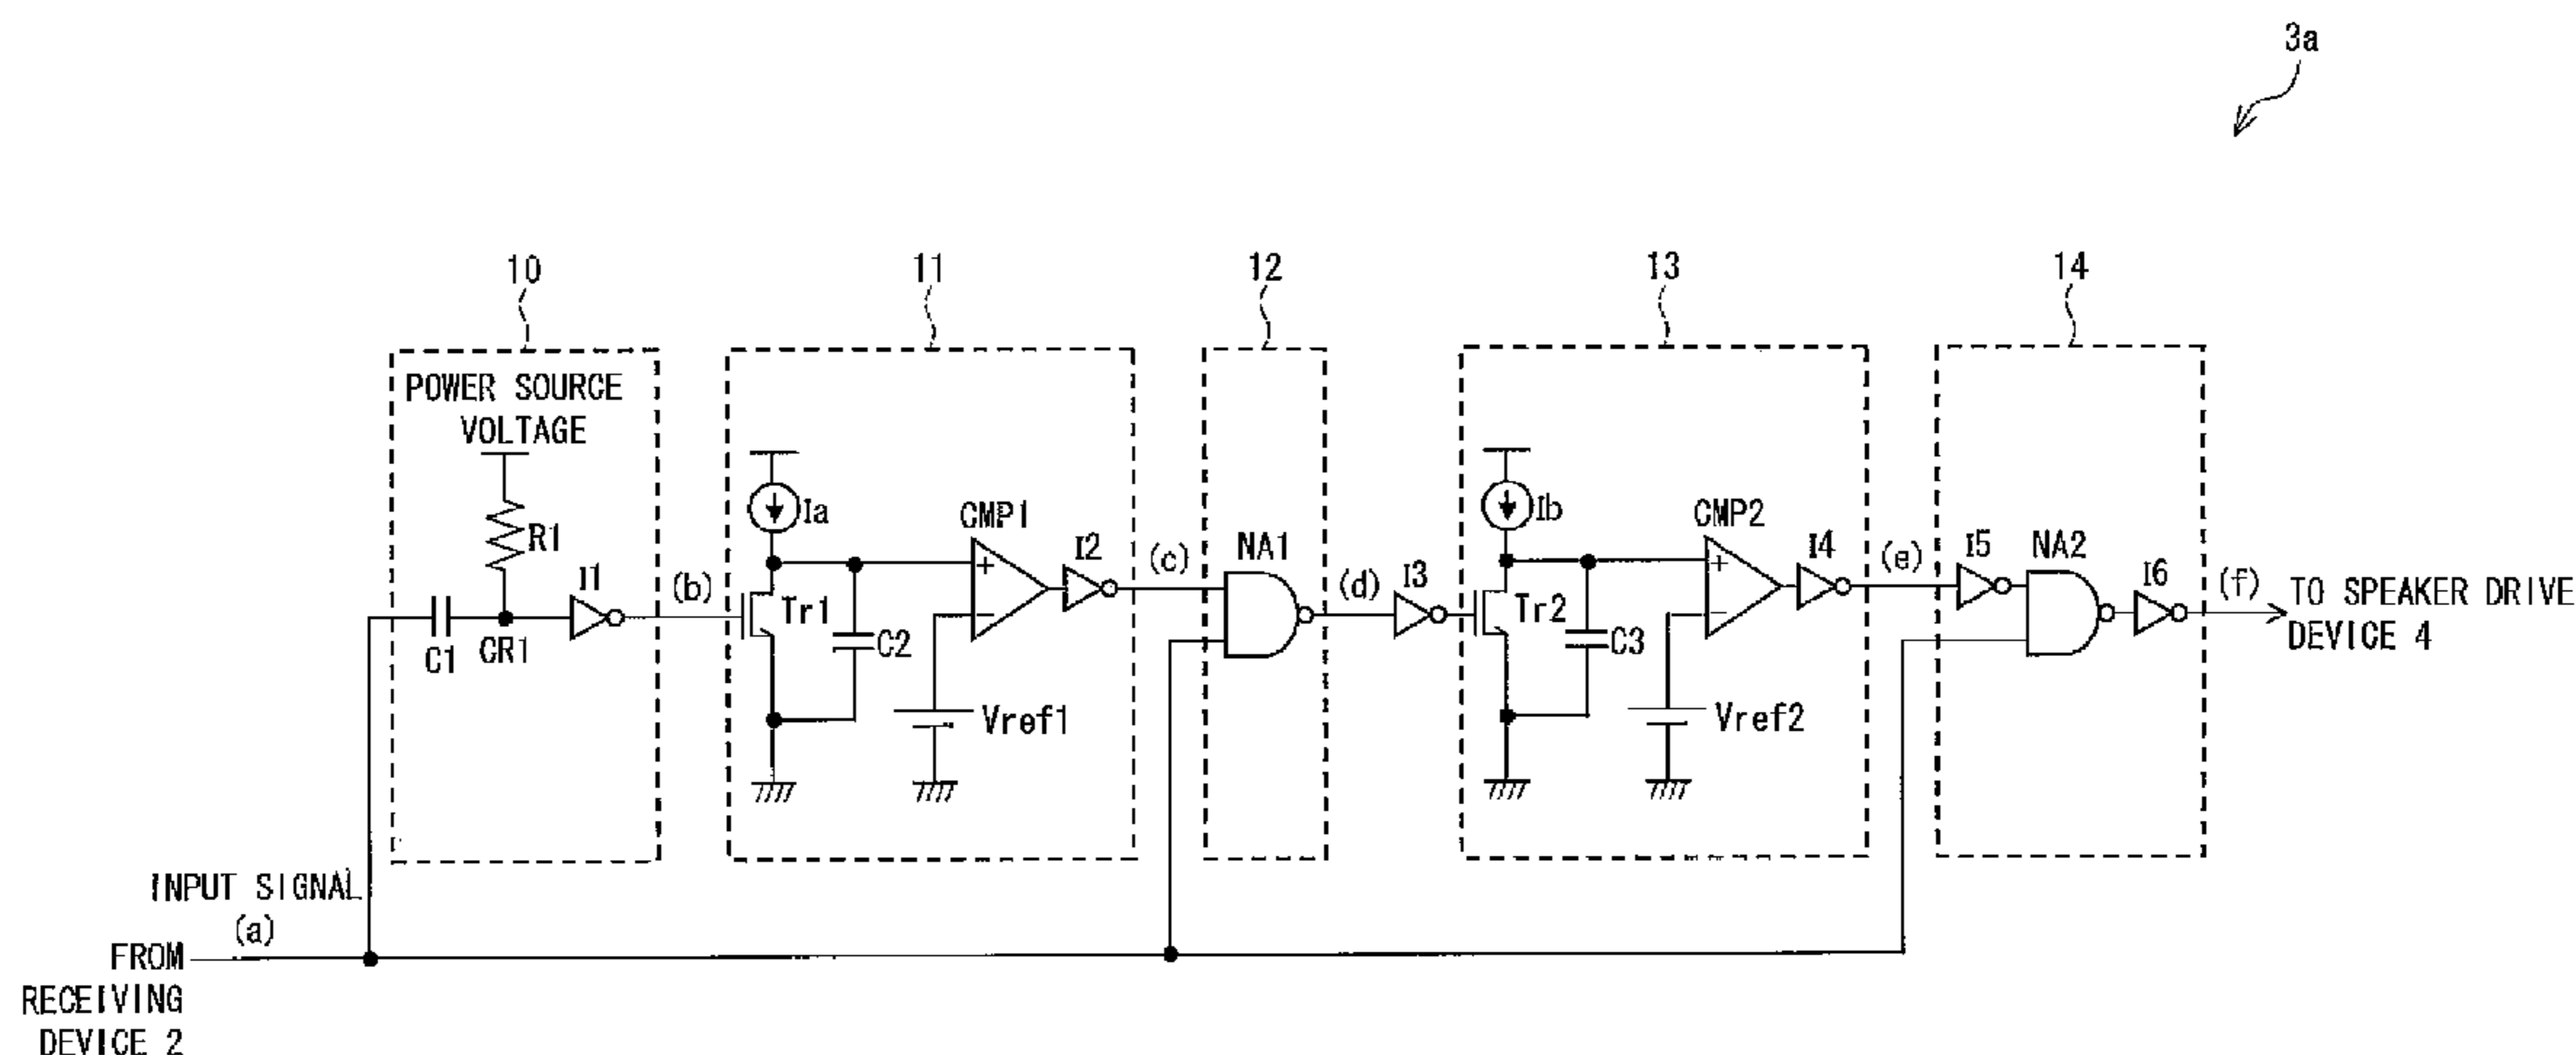 3a
10
11
12
13
14
POWER SOURCE
VOLTAGE
R1
I1
C1
CR1
(b)
Ia
Tr1
C2
CMP1
I2
Vref1
(c)
NA1
(d)
I3
Ib
Tr2
C3
CMP2
I4
Vref2
(e)
I5
NA2
I6
(f)
TO SPEAKER DRIVE
DEVICE 4
INPUT SIGNAL
(a)
FROM
RECEIVING
DEVICE 2